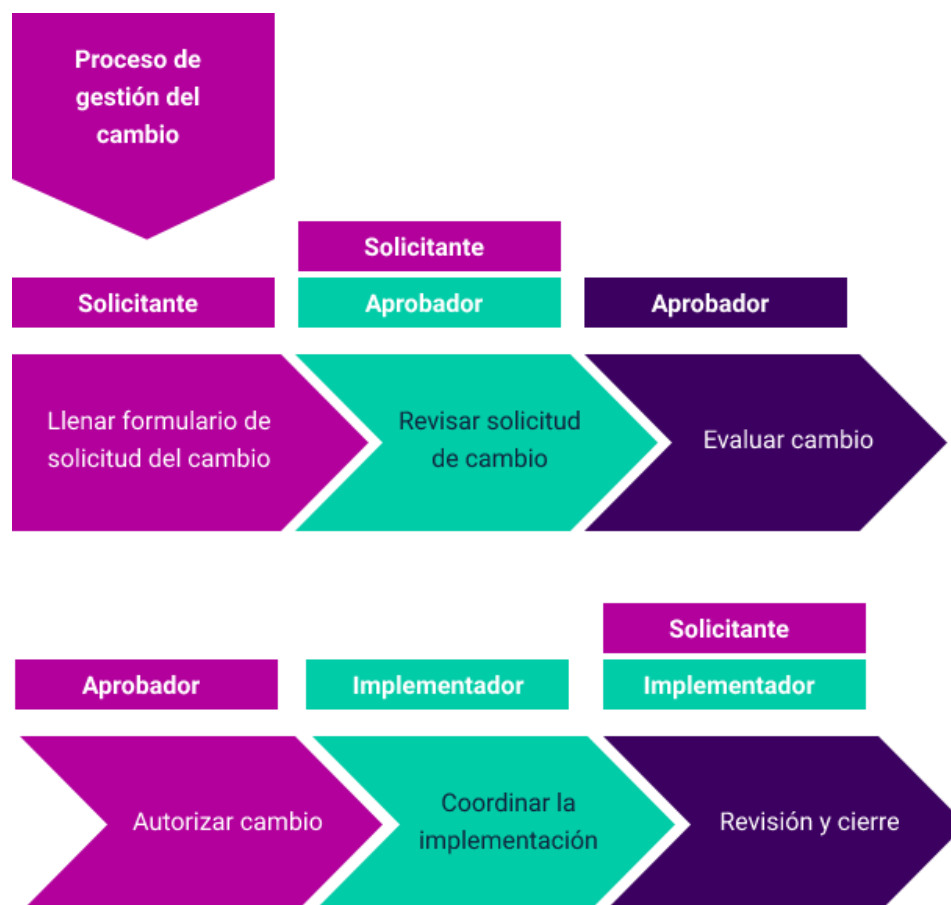 Proceso de
gestión del
cambio
Solicitante
Solicitante
Aprobador
Aprobador
Llenar formulario de
solicitud del cambio
Revisar solicitud
de cambio
Evaluar cambio
Aprobador
Implementador
Solicitante
Implementador
Autorizar cambio
Coordinar la
implementación
Revisión y cierre